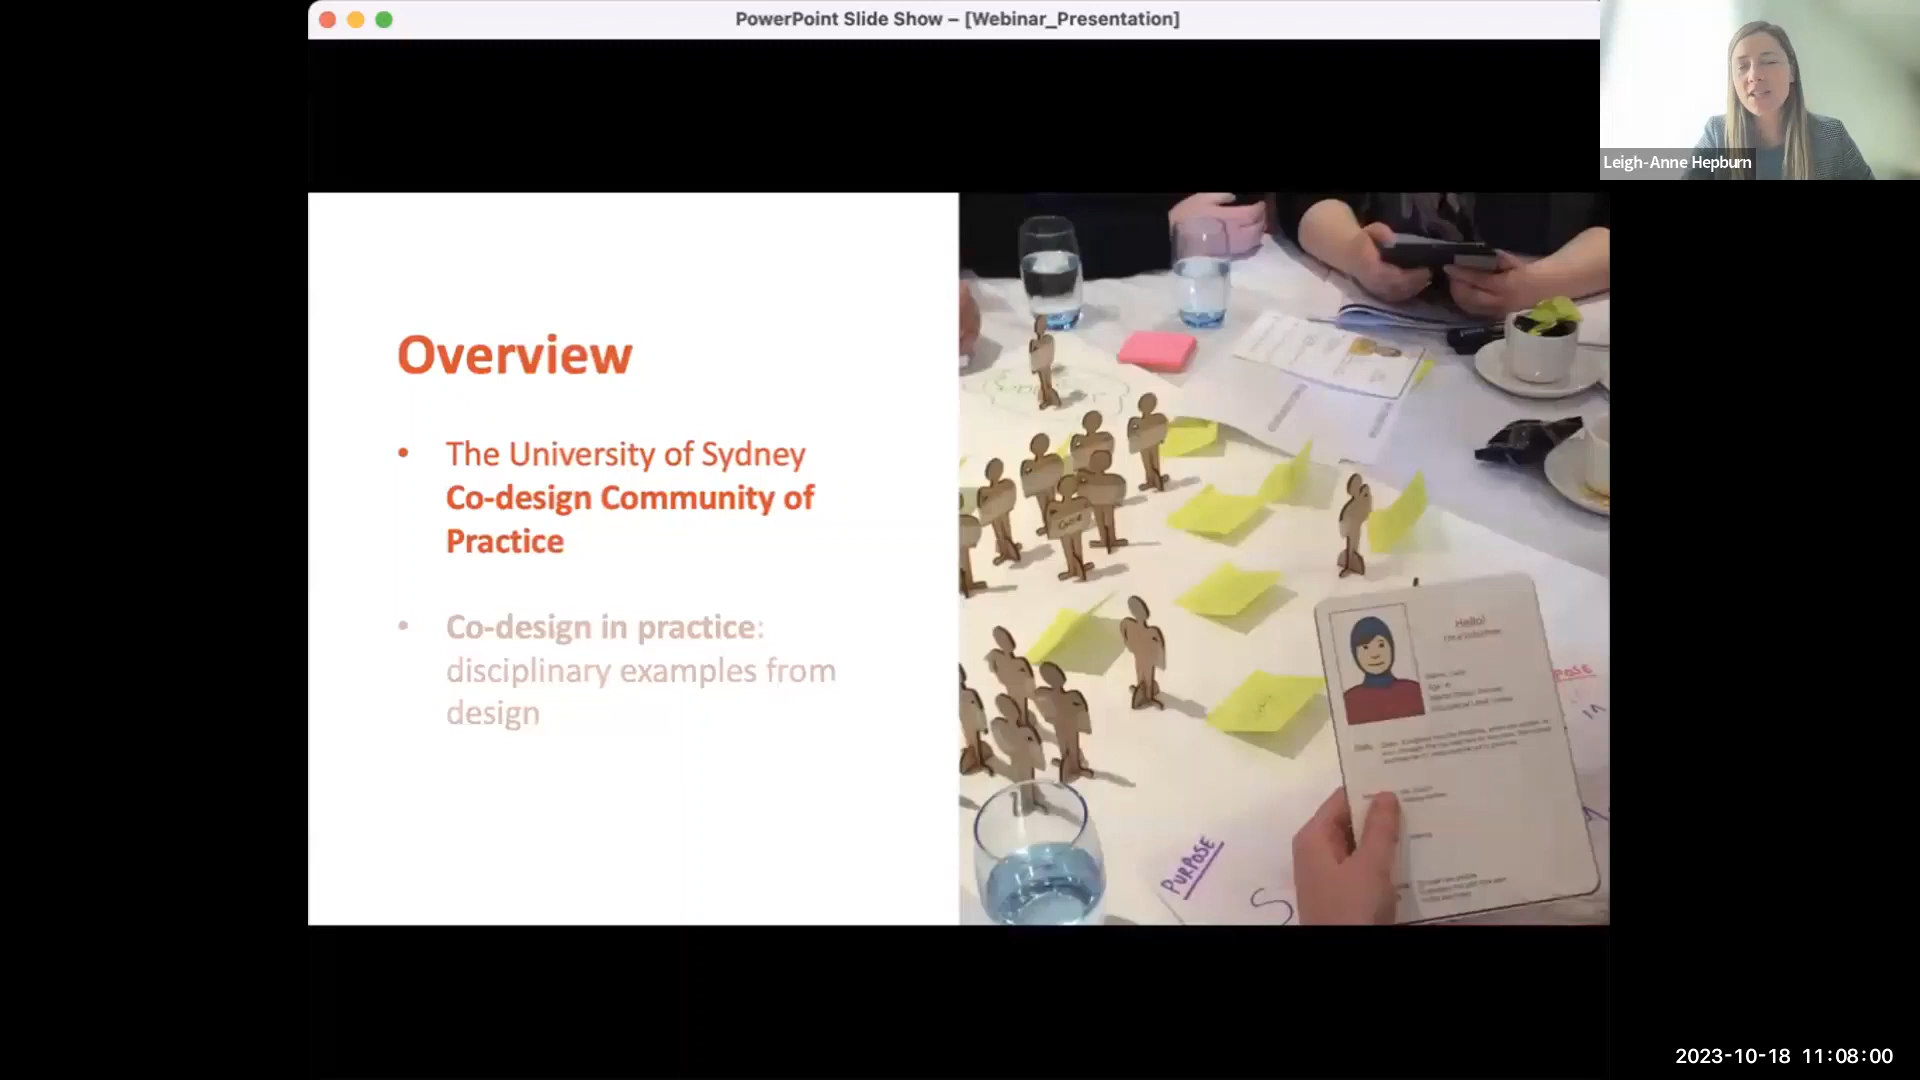 PowerPoint Slide Show – [Webinar_Presentation]
Leigh-Anne Hepburn
Overview
• The University of Sydney
Co-design Community of
Practice
• Co-design in practice:
disciplinary examples from
design
Hello!
POSE
PURPOSE
2023-10-18 11:08:00